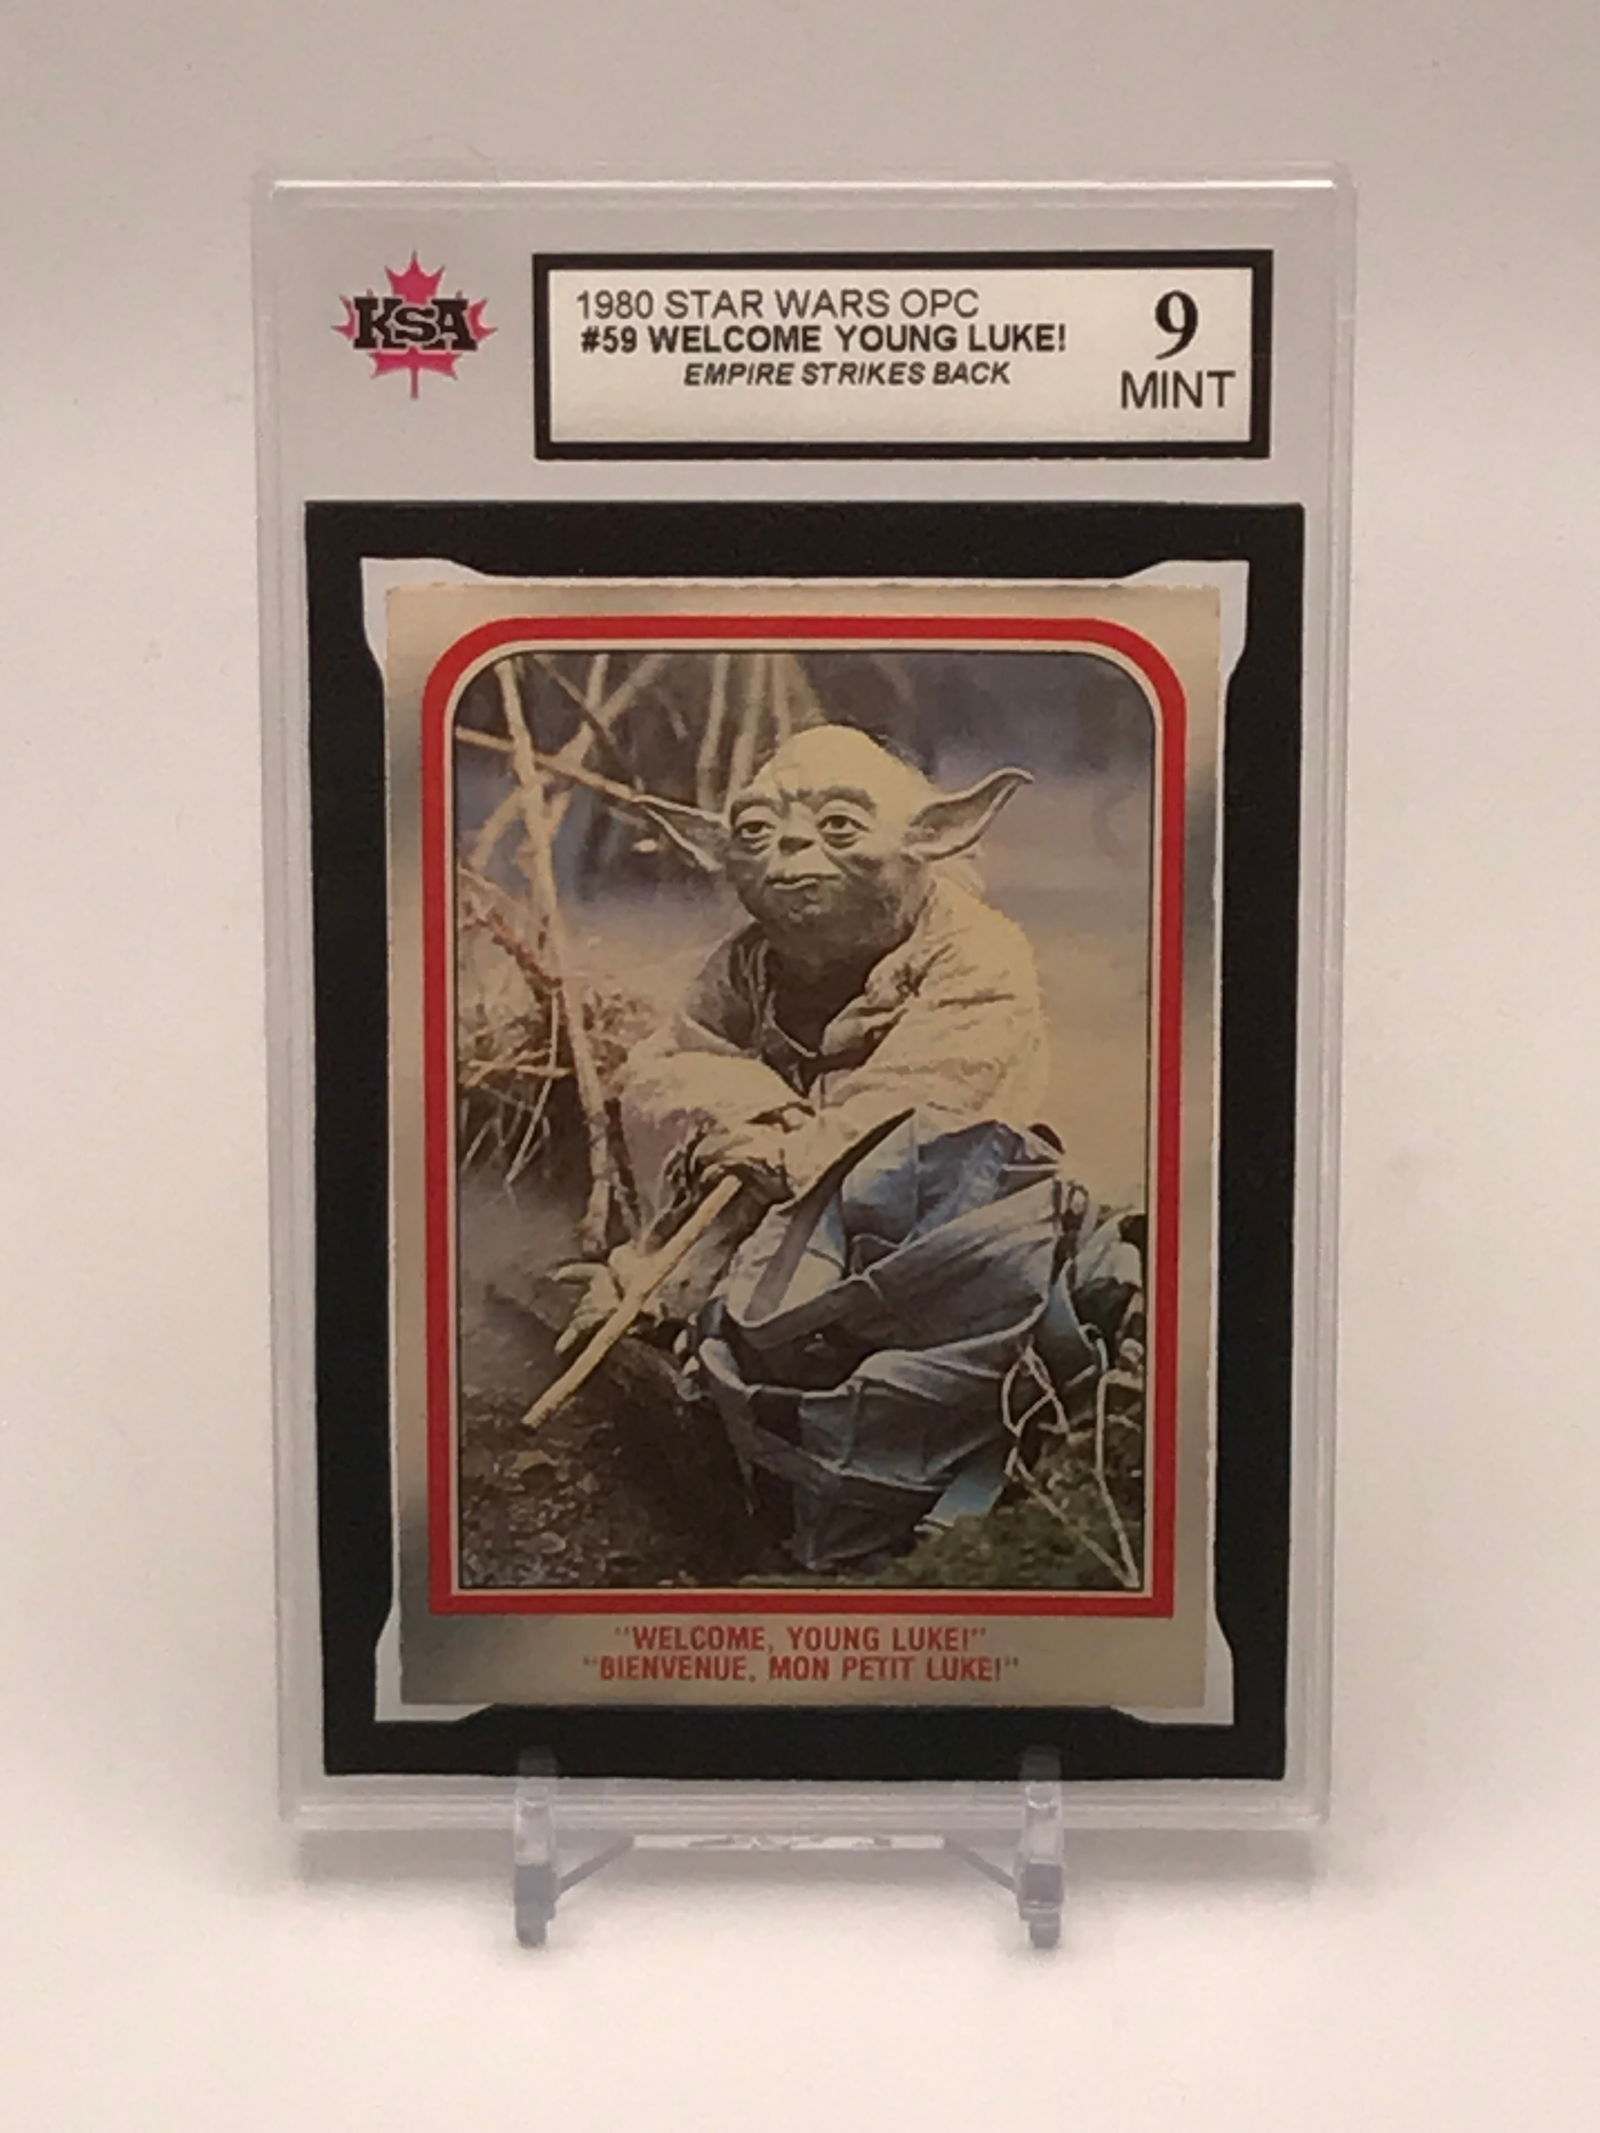 KSA
1980 STAR WARS OPC
#59 WELCOME YOUNG LUKE!
EMPIRE STRIKES BACK
9
MINT
"WELCOME, YOUNG LUKE!"
"BIENVENUE, MON PETIT LUKE!"